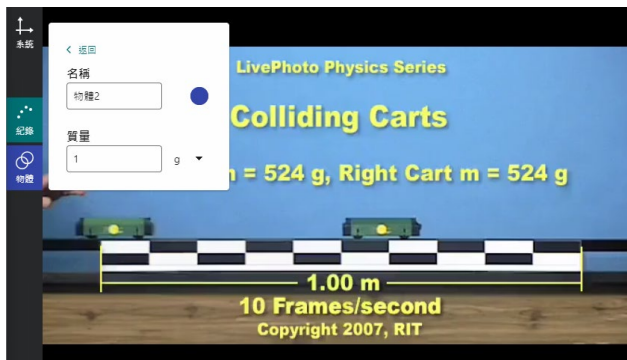 系統
紀錄
物體
返回
名稱
物體2
質量
1
g
LivePhoto Physics Series
Colliding Carts
= 524 g, Right Cart m = 524 g
1.00 m
10 Frames/second
Copyright 2007, RIT